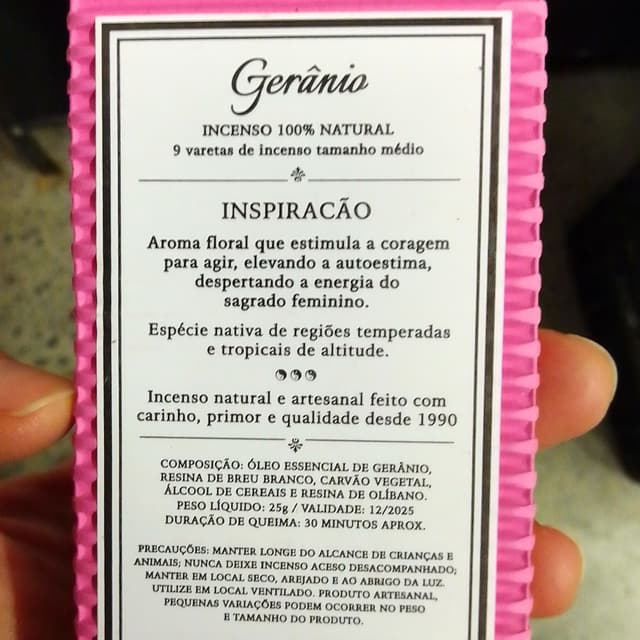 Gerânio
INCENSO 100% NATURAL
9 varetas de incenso tamanho médio
INSPIRACÃO
Aroma floral que estimula a coragem
para agir, elevando a autoestima,
despertando a energia do
sagrado feminino.
Espécie nativa de regiões temperadas
e tropicais de altitude.
Incenso natural e artesanal feito com
carinho, primor e qualidade desde 1990
COMPOSIÇÃO: ÓLEO ESSENCIAL DE GERÂNIO,
RESINA DE BREU BRANCO, CARVÃO VEGETAL,
ÁLCOOL DE CEREAIS E RESINA DE OLÍBANO.
PESO LÍQUIDO: 25g / VALIDADE: 12/2025
DURAÇÃO DE QUEIMA: 30 MINUTOS APROX.
PRECAUÇÕES: MANTER LONGE DO ALCANCE DE CRIANÇAS E
ANIMAIS; NUNCA DEIXE INCENSO ACESO DESACOMPANHADO;
MANTER EM LOCAL SECO, AREJADO E AO ABRIGO DA LUZ.
UTILIZE EM LOCAL VENTILADO. PRODUTO ARTESANAL,
PEQUENAS VARIAÇÕES PODEM OCORRER NO PESO
E TAMANHO DO PRODUTO.